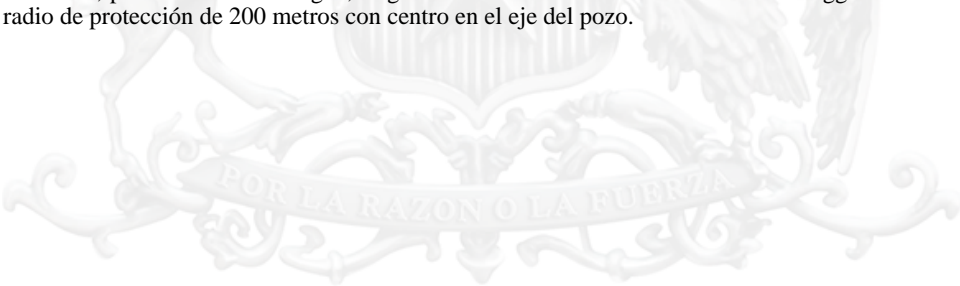 radio de protección de 200 metros con centro en el eje del pozo.
POR LA RAZON O LA FUERZA